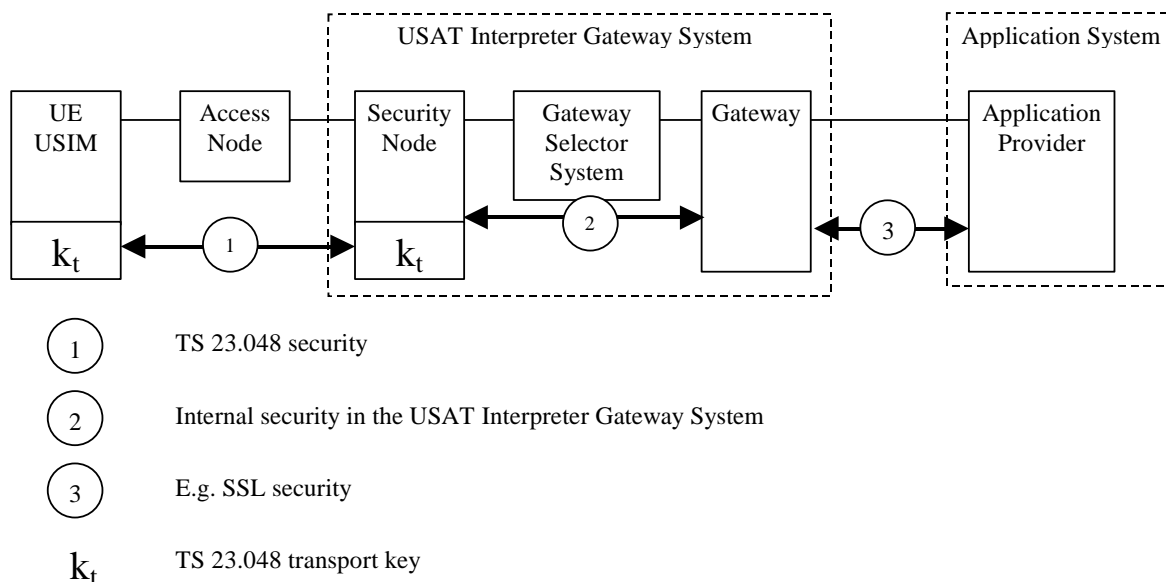 USAT Interpreter Gateway System
Application System
UE
USIM
Access
Node
Security
Node
Gateway
Selector
System
Gateway
Application
Provider
kt
1
kt
2
3
1 TS 23.048 security
2 Internal security in the USAT Interpreter Gateway System
3 E.g. SSL security
kt TS 23.048 transport key